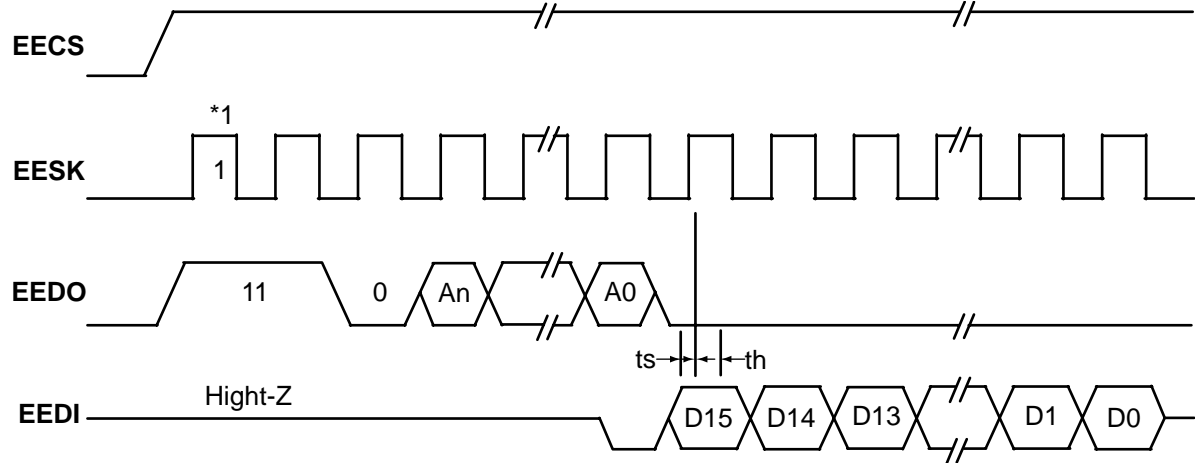 EECS
*1
EESK 1
EEDO 11 0 An A0
ts th
Hight-Z
EEDI D15 D14 D13 D1 D0